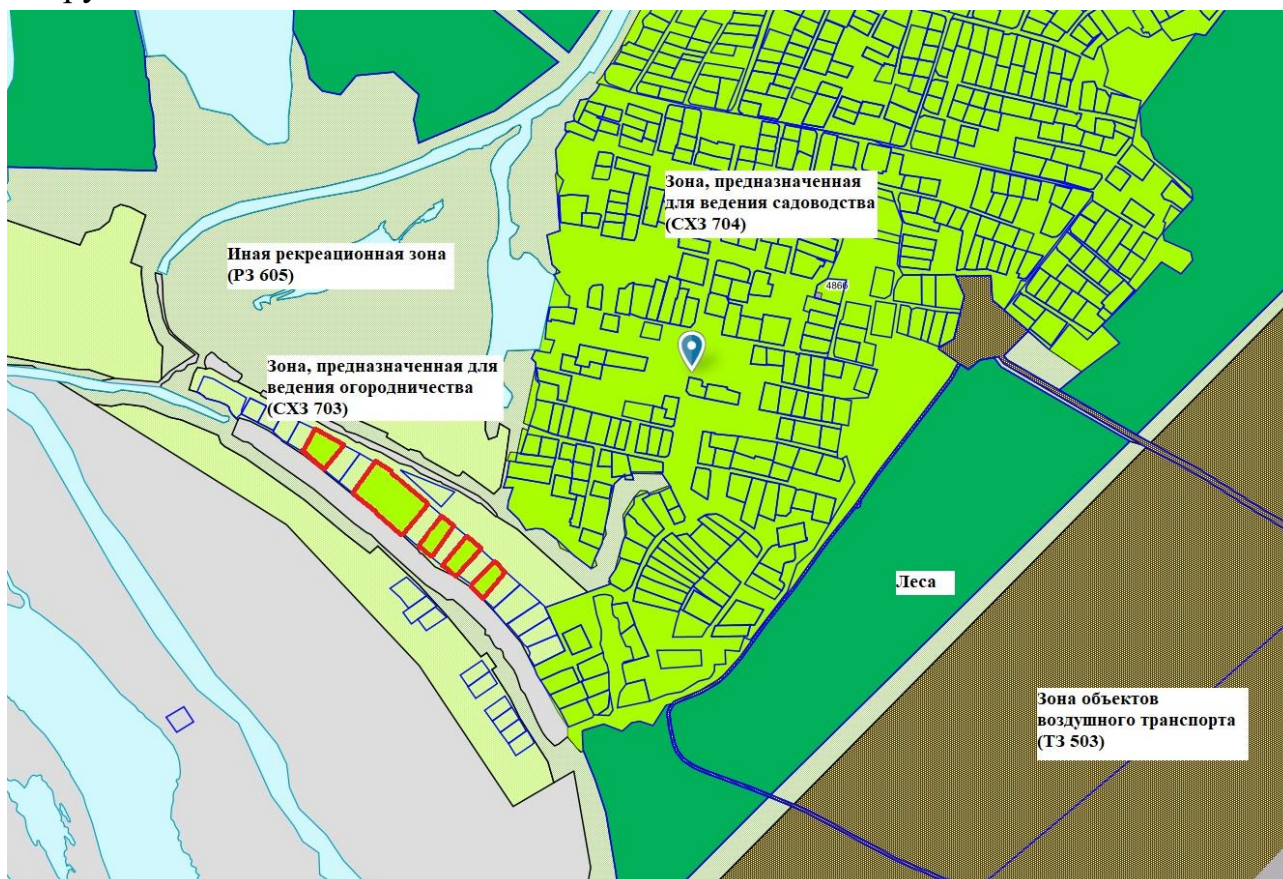 Зона, предназначенная
для ведения садоводства
(СХЗ 704)
Иная рекреационная зона
(РЗ 605)
4866
Зона, предназначенная для
ведения огородничества
(СХЗ 703)
Леса
Зона объектов
воздушного транспорта
(ТЗ 503)